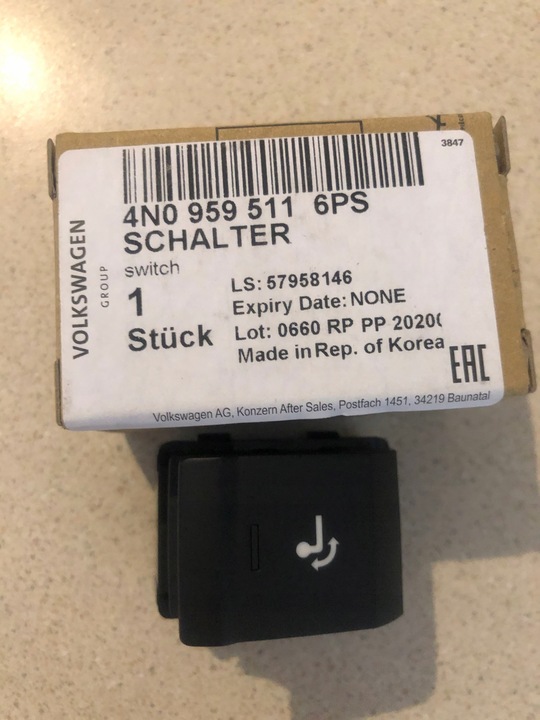 3847
4N0 959 511 6PS
SCHALTER
switch
1
Stück
LS: 57958146
Expiry Date: NONE
Lot: 0660 RP PP 2020
Made in Rep. of Korea
EAC
VOLKSWAGEN
GROUP
Volkswagen AG, Konzern After Sales, Postfach 1451, 34219 Baunatal